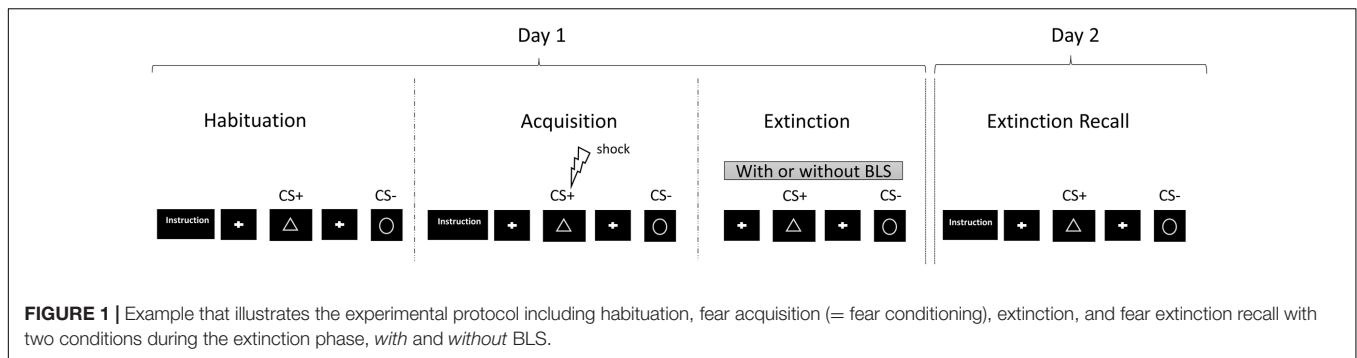 Day 1 Day 2
Habituation Acquisition Extinction Extinction Recall
shock
With or without BLS
CS+ CS- CS+ CS- CS+ CS- CS+ CS-
Instruction Instruction Instruction
FIGURE 1 | Example that illustrates the experimental protocol including habituation, fear acquisition (= fear conditioning), extinction, and fear extinction recall with
two conditions during the extinction phase, with and without BLS.